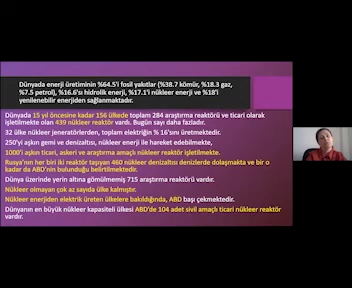 Dünyada enerji üretiminin %64.5'i fosil yakıtlar (%38.7 kömür, %18.3 gaz,
%7.5 petrol), %16.6'sı hidrolik enerji, %17.1'i nükleer enerji ve %18'i
yenilenebilir enerjiden sağlanmaktadır.
Dünyada 15 yıl öncesine kadar 156 ülkede toplam 284 araştırma reaktörü ve ticari olarak
işletilmekte olan 439 nükleer reaktör vardı. Bugün sayı daha fazladır.
32 ülke nükleer jeneratörlerden, toplam elektriğin % 16'sını üretmektedir.
250'yi aşkın gemi ve denizaltısı, nükleer enerji ile hareket edebilmekte,
1000'i aşkın ticari, askeri ve araştırma amaçlı nükleer reaktör işletilmekte.
Rusya'nın her biri iki reaktör taşıyan 460 nükleer denizaltısı denizlerde dolaşmakta ve bir o
kadar da ABD'nin bulunduğu belirtilmektedir.
Dünya üzerinde yerin altına gömülmemiş 715 araştırma reaktörü vardır.
Nükleer olmayan çok az sayıda ülke kalmıştır.
Nükleer enerjiden elektrik üreten ülkelere bakıldığında, ABD başı çekmektedir.
Dünyanın en büyük nükleer kapasiteli ülkesi ABD'de 104 adet sivil amaçlı ticari nükleer reaktör
vardır.